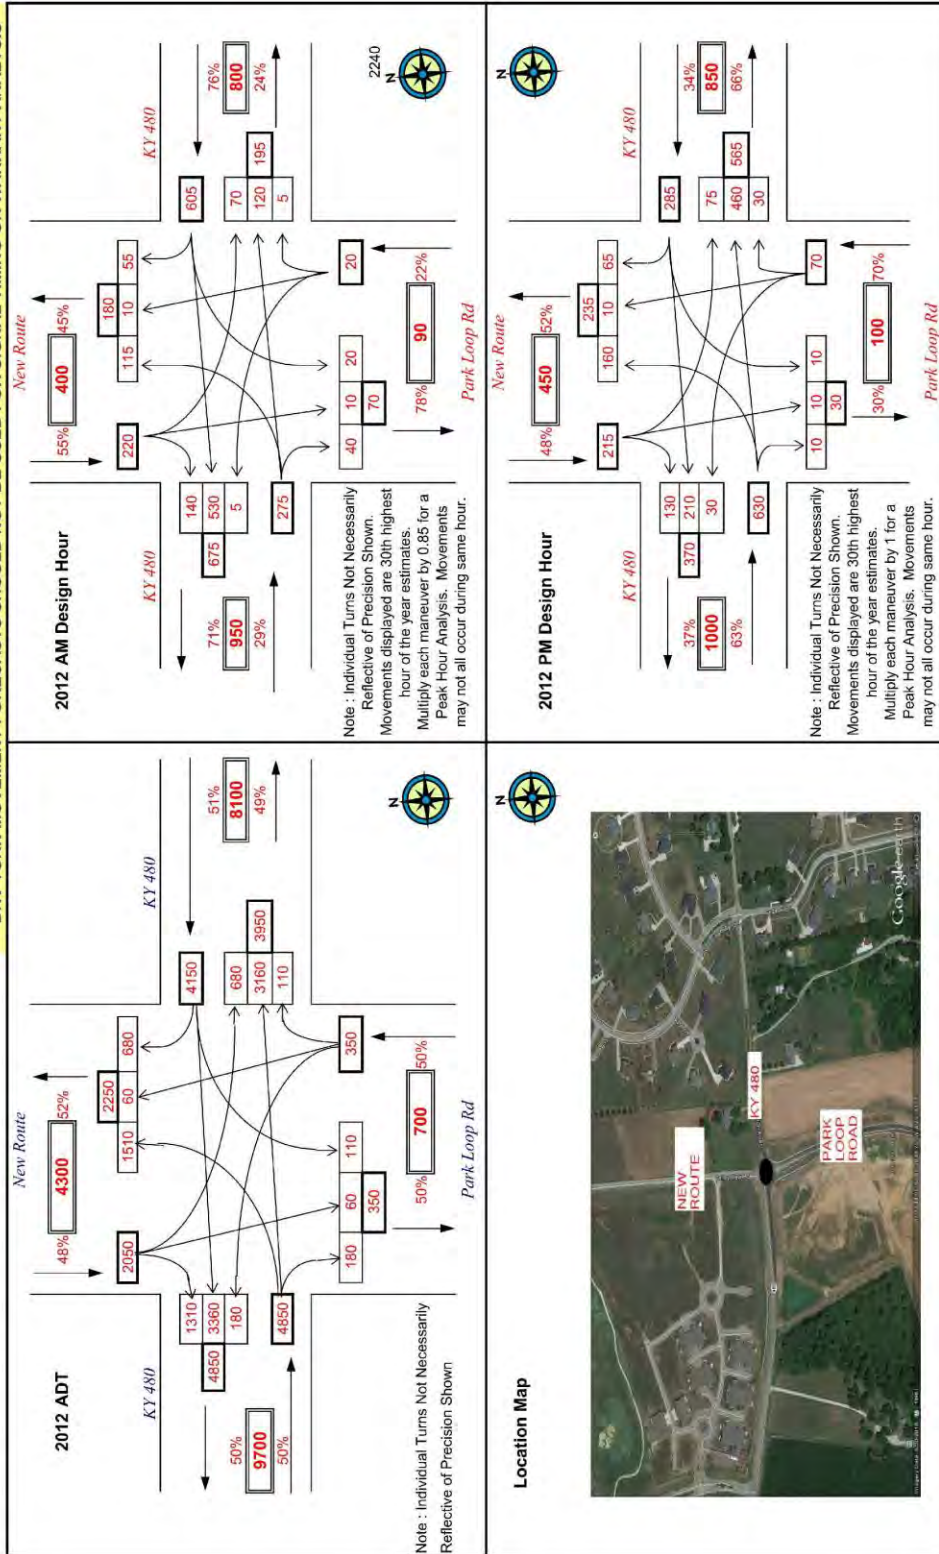 2012 ADT
New Route
4300
48%
52%
2050
2250
1510
60
680
KY 480
KY 480
1310
3360
180
4850
4850
50%
9700
50%
4150
51%
8100
49%
680
3160
110
3950
180
60
110
350
350
50%
700
50%
Park Loop Rd
N
Note : Individual Turns Not Necessarily
Reflective of Precision Shown
2012 AM Design Hour
New Route
400
55%
45%
220
180
115
10
55
KY 480
KY 480
140
530
5
675
275
71%
950
29%
605
76%
800
24%
70
120
5
195
40
10
20
70
20
78%
90
22%
Park Loop Rd
2240
N
Note : Individual Turns Not Necessarily
Reflective of Precision Shown.
Movements displayed are 30th highest
hour of the year estimates.
Multiply each maneuver by 0.85 for a
Peak Hour Analysis. Movements
may not all occur during same hour.
Location Map
N
NEW
ROUTE
KY 480
PARK
LOOP
ROAD
Google earth
2012 PM Design Hour
New Route
450
48%
52%
215
235
160
10
65
KY 480
KY 480
130
210
30
370
630
37%
1000
63%
285
34%
850
66%
75
460
30
565
10
10
10
30
70
30%
100
70%
Park Loop Rd
N
Note : Individual Turns Not Necessarily
Reflective of Precision Shown.
Movements displayed are 30th highest
hour of the year estimates.
Multiply each maneuver by 1 for a
Peak Hour Analysis. Movements
may not all occur during same hour.